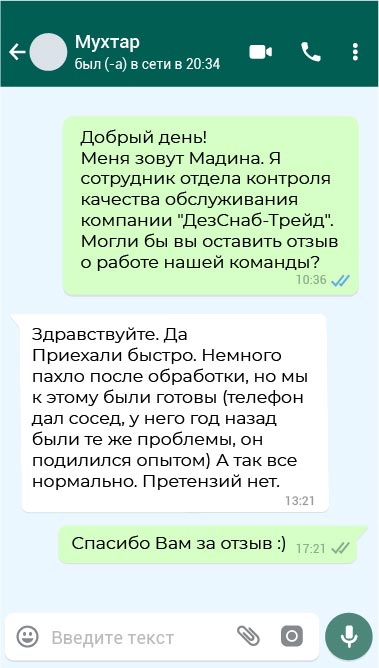 Мухтар
был (-а) в сети в 20:34
Добрый день!
Меня зовут Мадина. Я
сотрудник отдела контроля
качества обслуживания
компании "ДезСнаб-Трейд".
Могли бы вы оставить отзыв
о работе нашей команды?
10:36
Здравствуйте. Да
Приехали быстро. Немного
пахло после обработки, но мы
к этому были готовы (телефон
дал сосед, у него год назад
были те же проблемы, он
подилился опытом) А так все
нормально. Претензий нет.
13:21
Спасибо Вам за отзыв :)
17:21
Введите текст